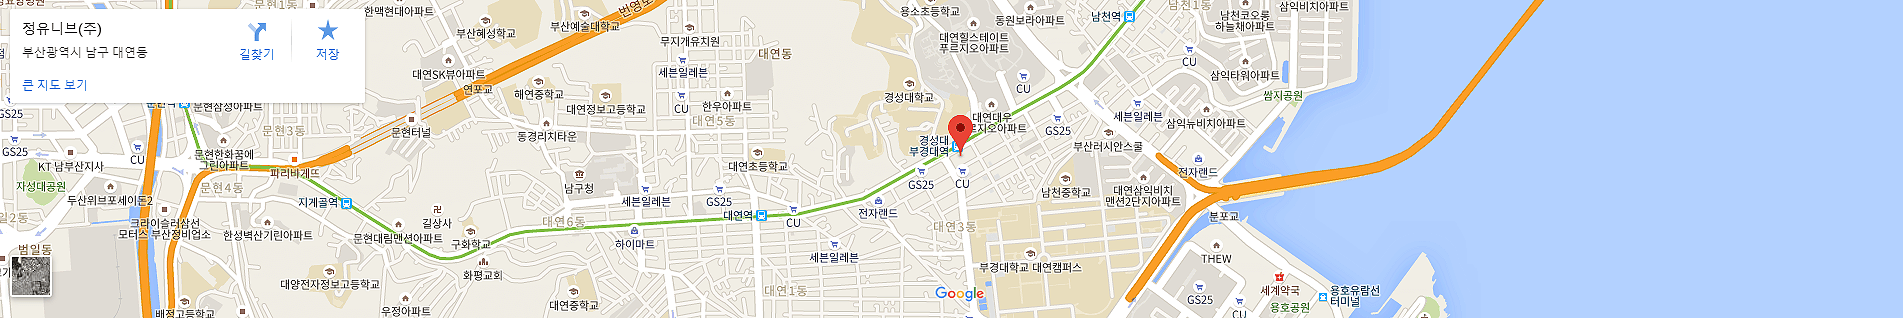 정유니브(주)
부산광역시 남구 대연동
길찾기
저장
큰 지도 보기
한맥현대아파트
부산예술대학교
부산혜성학교
무지개유치원
대연동
용소초등학교
동원보라아파트
남천역
남천1동
남천코오롱
하늘채아파트
삼익비치아파트
대연힐스테이트
푸르지오아파트
CU
삼익타워아파트
쌈지공원
세븐일레븐
삼익뉴비치아파트
대연SK뷰아파트
연포교
해연중학교
대연정보고등학교
세븐일레븐
CU
한우아파트
대연5동
경성대학교
CU
대연대우
푸르지오아파트
GS25
부산러시안스쿨
전자랜드
문현삼성아파트
GS25
문현3동
문현터널
동경리치타운
경성대
부경대역
KT 남부산지사
CU
문현한화꿈에
그린아파트
파리바게뜨
자성대공원
문현4동
두산위브포세이돈2
대연초등학교
남구청
GS25
CU
남천중학교
대연삼익비치
맨션2단지아파트
분포교
지게골역
길상사
세븐일레븐
GS25
대연역
CU
전자랜드
대연3동
크라이슬러삼선
모터스 부산정비업소
한성벽산기린아파트
문현대림맨션아파트
구화학교
대연6동
하이마트
세븐일레븐
범일동
화평교회
부경대학교 대연캠퍼스
THEW
대양전자정보고등학교
대연중학교
대연1동
Google
GS25
CU
세계약국
용호공원
용호유람선
터미널
배정고등학교
우정아파트